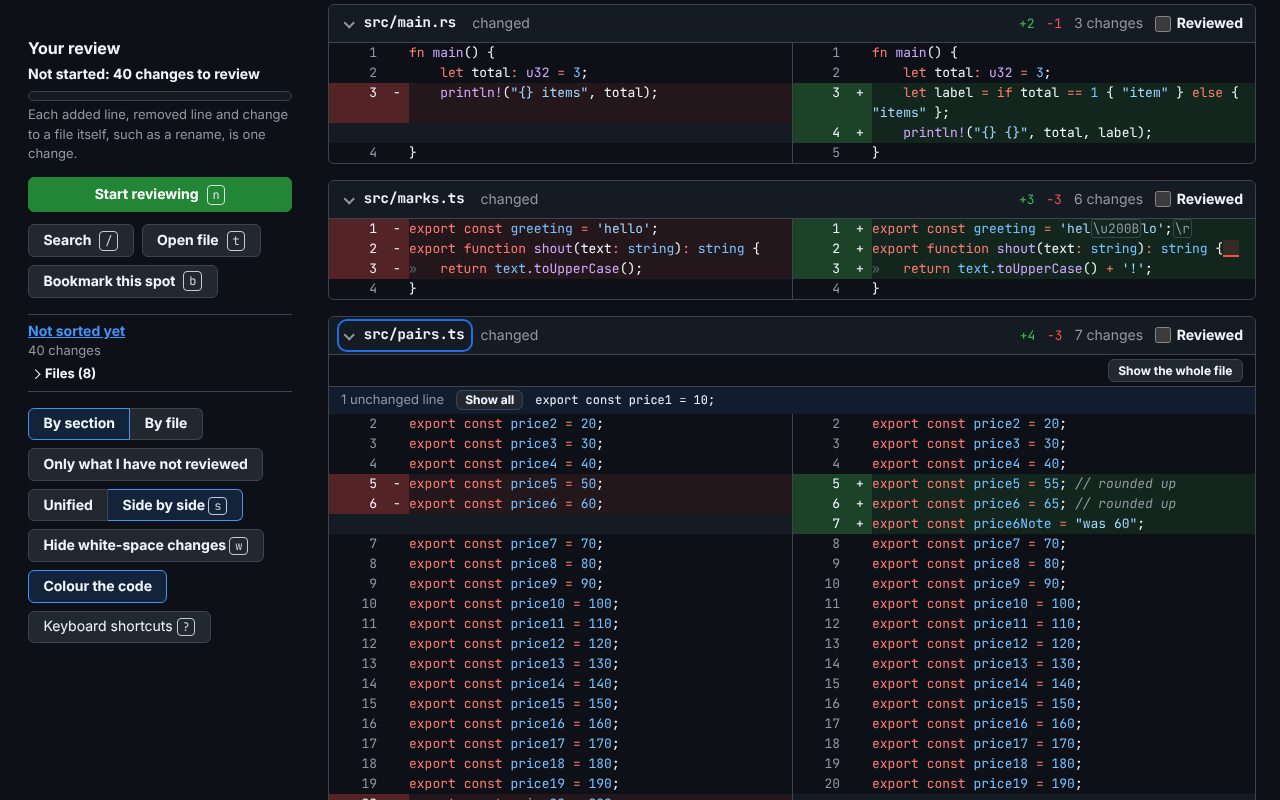 Your review
Not started: 40 changes to review
Each added line, removed line and change
to a file itself, such as a rename, is one
change.
Start reviewing n
Search / Open file t
Bookmark this spot b
Not sorted yet
40 changes
Files (8)
By section By file
Only what I have not reviewed
Unified Side by side s
Hide white-space changes w
Colour the code
Keyboard shortcuts ?
src/main.rs changed +2 -1 3 changes Reviewed
1 fn main() { 1 fn main() {
2 let total: u32 = 3; 2 let total: u32 = 3;
3 - println!("{} items", total); 3 + let label = if total == 1 { "item" } else {
"items" };
4 + println!("{} {}", total, label);
4 } 5 }
src/marks.ts changed +3 -3 6 changes Reviewed
1 - export const greeting = 'hello'; 1 + export const greeting = 'hel\u200Blo';\r
2 - export function shout(text: string): string { 2 + export function shout(text: string): string {
3 - » return text.toUpperCase(); 3 + » return text.toUpperCase() + '!';
4 } 4 }
src/pairs.ts changed +4 -3 7 changes Reviewed
Show the whole file
1 unchanged line Show all export const price1 = 10;
2 export const price2 = 20; 2 export const price2 = 20;
3 export const price3 = 30; 3 export const price3 = 30;
4 export const price4 = 40; 4 export const price4 = 40;
5 - export const price5 = 50; 5 + export const price5 = 55; // rounded up
6 - export const price6 = 60; 6 + export const price6 = 65; // rounded up
7 + export const price6Note = "was 60";
7 export const price7 = 70; 8 export const price7 = 70;
8 export const price8 = 80; 9 export const price8 = 80;
9 export const price9 = 90; 10 export const price9 = 90;
10 export const price10 = 100; 11 export const price10 = 100;
11 export const price11 = 110; 12 export const price11 = 110;
12 export const price12 = 120; 13 export const price12 = 120;
13 export const price13 = 130; 14 export const price13 = 130;
14 export const price14 = 140; 15 export const price14 = 140;
15 export const price15 = 150; 16 export const price15 = 150;
16 export const price16 = 160; 17 export const price16 = 160;
17 export const price17 = 170; 18 export const price17 = 170;
18 export const price18 = 180; 19 export const price18 = 180;
19 export const price19 = 190; 20 export const price19 = 190;